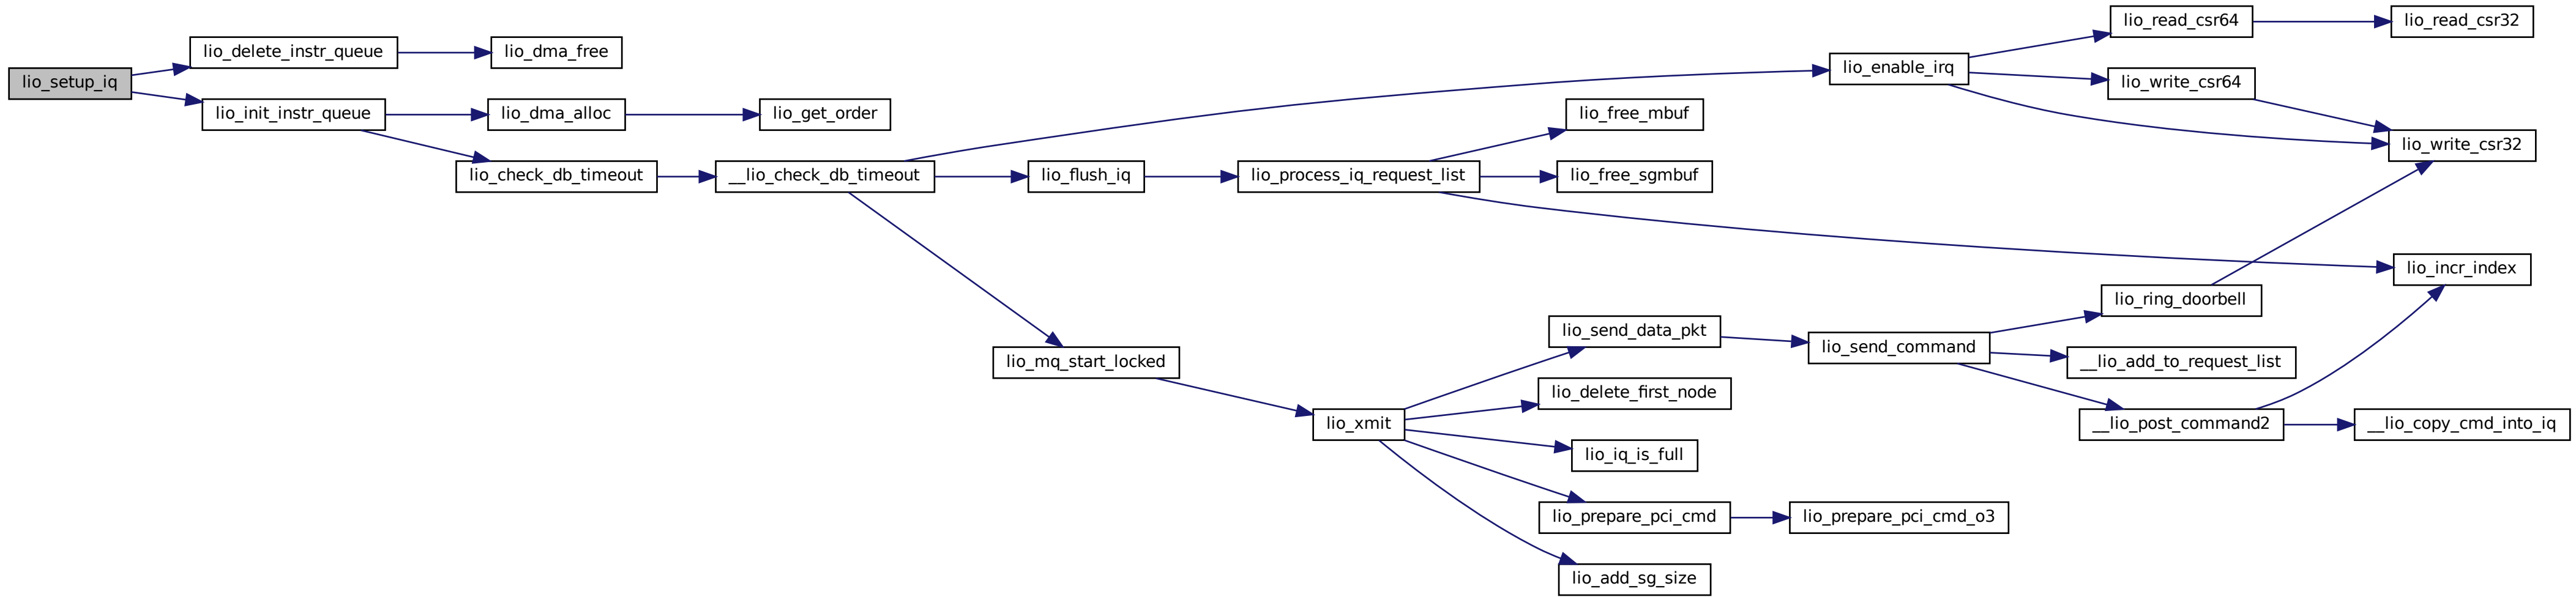 lio_setup_iq
lio_delete_instr_queue
lio_dma_free
lio_init_instr_queue
lio_dma_alloc
lio_get_order
lio_check_db_timeout
__lio_check_db_timeout
lio_enable_irq
lio_read_csr64
lio_read_csr32
lio_write_csr64
lio_write_csr32
lio_flush_iq
lio_process_iq_request_list
lio_free_mbuf
lio_free_sgmbuf
lio_incr_index
lio_mq_start_locked
lio_xmit
lio_send_data_pkt
lio_send_command
lio_ring_doorbell
__lio_add_to_request_list
__lio_post_command2
__lio_copy_cmd_into_iq
lio_delete_first_node
lio_iq_is_full
lio_prepare_pci_cmd
lio_prepare_pci_cmd_o3
lio_add_sg_size